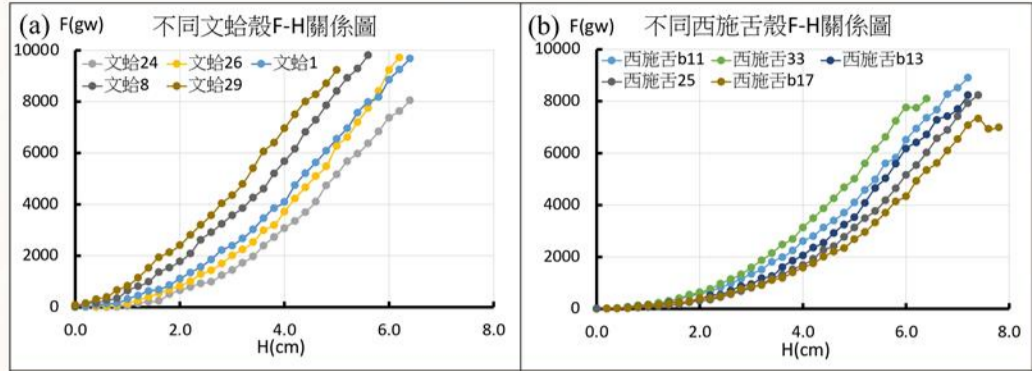 (a) F(gw) 不同文蛤殼F-H關係圖
文蛤24 文蛤26 文蛤1
文蛤8 文蛤29
10000
8000
6000
4000
2000
0
0.0 2.0 4.0 6.0 8.0
H(cm)
(b) F(gw) 不同西施舌殼F-H關係圖
西施舌b11 西施舌33 西施舌b13
西施舌25 西施舌b17
10000
8000
6000
4000
2000
0
0.0 2.0 4.0 6.0 8.0
H(cm)